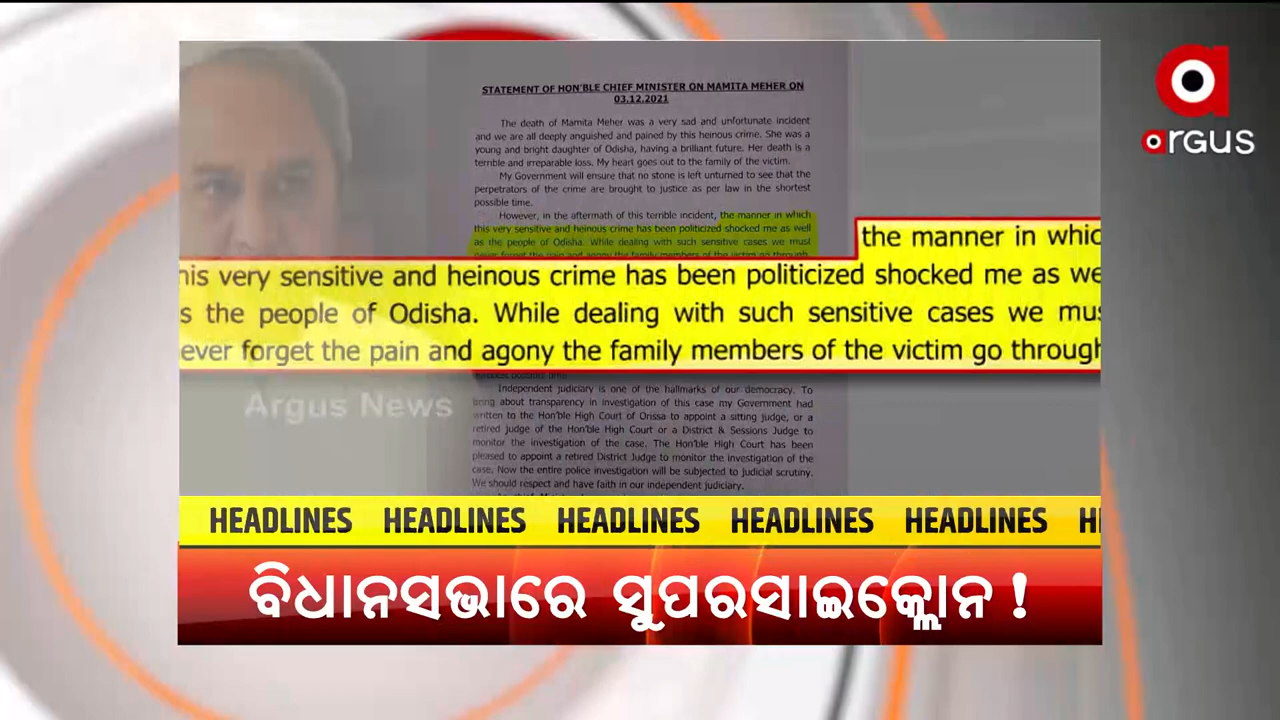 argus
STATEMENT OF HON'BLE CHIEF MINISTER ON MAMITA MEHER ON
03.12.2021
The death of Mamita Meher was a very sad and unfortunate incident
and we are all deeply anguished and pained by this heinous crime. She was a
young and bright daughter of Odisha, having a brilliant future. Her death is a
terrible and irreparable loss. My heart goes out to the family of the victim.
My Government will ensure that no stone is left unturned to see that the
perpetrators of the crime are brought to justice as per law in the shortest
possible time.
However, in the aftermath of this terrible incident, the manner in which
this very sensitive and heinous crime has been politicized shocked me as well
as the people of Odisha. While dealing with such sensitive cases we must
the manner in whic
his very sensitive and heinous crime has been politicized shocked me as we
s the people of Odisha. While dealing with such sensitive cases we mus
ever forget the pain and agony the family members of the victim go through
Independent judiciary is one of the hallmarks of our democracy. To
bring about transparency in investigation of this case my Government had
written to the Hon'ble High Court of Orissa to appoint a sitting judge, or a
retired judge of the Hon'ble High Court or a District & Sessions Judge to
monitor the investigation of the case. The Hon'ble High Court has been
pleased to appoint a retired District Judge to monitor the investigation of the
case. Now the entire police investigation will be subjected to judicial scrutiny.
We should respect and have faith in our independent judiciary.
Argus News
HEADLINES HEADLINES HEADLINES HEADLINES HEADLINES H
ବିଧାନସଭାରେ ସୁପରସାଇକ୍ଲୋନ !